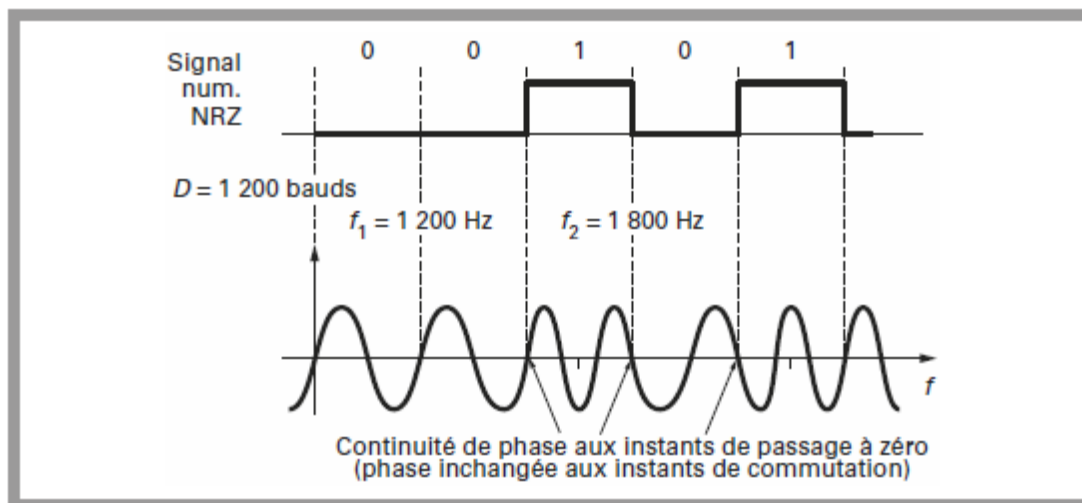 0 0 1 0 1
Signal
num.
NRZ
D = 1 200 bauds
f1 = 1 200 Hz f2 = 1 800 Hz
f
Continuité de phase aux instants de passage à zéro
(phase inchangée aux instants de commutation)